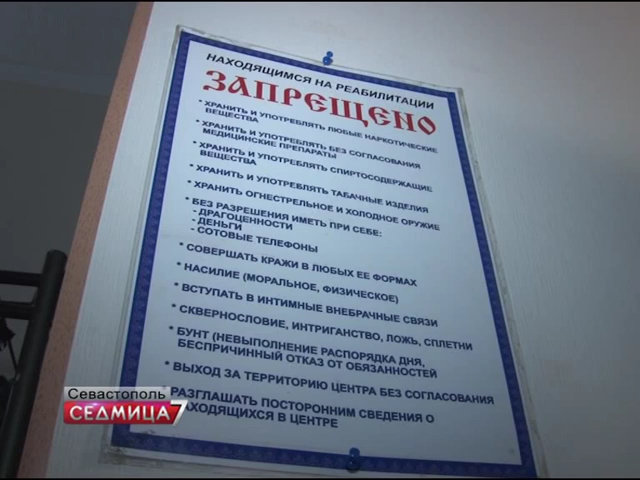 НАХОДЯЩИМСЯ НА РЕАБИЛИТАЦИИ
ЗАПРЕЩЕНО
* ХРАНИТЬ И УПОТРЕБЛЯТЬ ЛЮБЫЕ НАРКОТИЧЕСКИЕ
ВЕЩЕСТВА
* ХРАНИТЬ И УПОТРЕБЛЯТЬ БЕЗ СОГЛАСОВАНИЯ
МЕДИЦИНСКИЕ ПРЕПАРАТЫ
* ХРАНИТЬ И УПОТРЕБЛЯТЬ СПИРТОСОДЕРЖАЩИЕ
ВЕЩЕСТВА
* ХРАНИТЬ И УПОТРЕБЛЯТЬ ТАБАЧНЫЕ ИЗДЕЛИЯ
* ХРАНИТЬ ОГНЕСТРЕЛЬНОЕ И ХОЛОДНОЕ ОРУЖИЕ
* БЕЗ РАЗРЕШЕНИЯ ИМЕТЬ ПРИ СЕБЕ:
- ДРАГОЦЕННОСТИ
- ДЕНЬГИ
- СОТОВЫЕ ТЕЛЕФОНЫ
* СОВЕРШАТЬ КРАЖИ В ЛЮБЫХ ЕЕ ФОРМАХ
* НАСИЛИЕ (МОРАЛЬНОЕ, ФИЗИЧЕСКОЕ)
* ВСТУПАТЬ В ИНТИМНЫЕ ВНЕБРАЧНЫЕ СВЯЗИ
* СКВЕРНОСЛОВИЕ, ИНТРИГАНСТВО, ЛОЖЬ, СПЛЕТНИ
* БУНТ (НЕВЫПОЛНЕНИЕ РАСПОРЯДКА ДНЯ,
БЕСПРИЧИННЫЙ ОТКАЗ ОТ ОБЯЗАННОСТЕЙ
* ВЫХОД ЗА ТЕРРИТОРИЮ ЦЕНТРА БЕЗ СОГЛАСОВАНИЯ
РАЗГЛАШАТЬ ПОСТОРОННИМ СВЕДЕНИЯ О
НАХОДЯЩИХСЯ В ЦЕНТРЕ
Севастополь
СЕДМИЦА 7